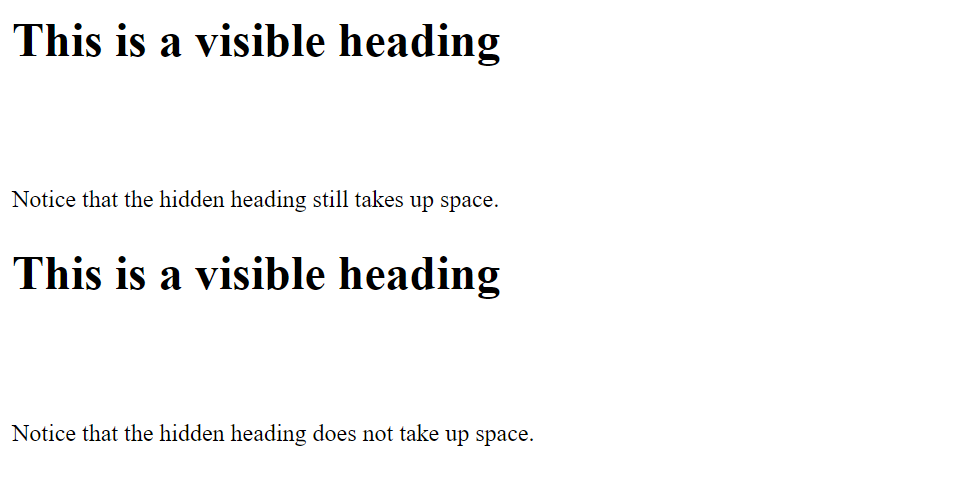 This is a visible heading
Notice that the hidden heading still takes up space.
This is a visible heading
Notice that the hidden heading does not take up space.